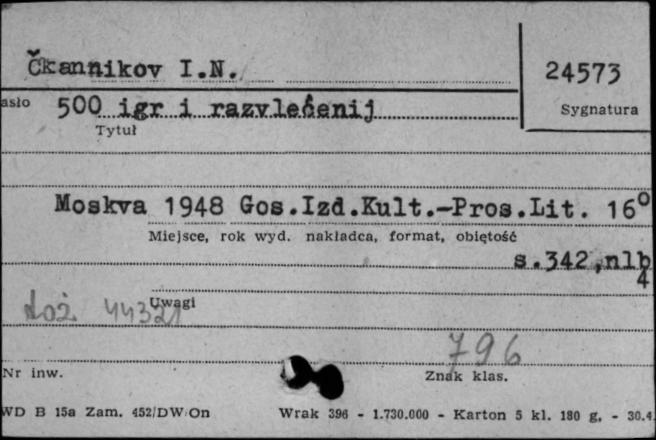 Čkannikov I.N.
24573
asło 500 igr i razvlečenij
Sygnatura
Tytuł
Moskva 1948 Gos.Izd.Kult.-Pros.Lit. 16°
Miejsce, rok wyd. nakładca, format, objętość
s.342,nlb
4
Uwagi
44321
796
Nr inw.
Znak klas.
WD B 15a Zam. 452/DW/On Wrak 396 - 1.730.000 - Karton 5 kl. 180 g. - 30.4